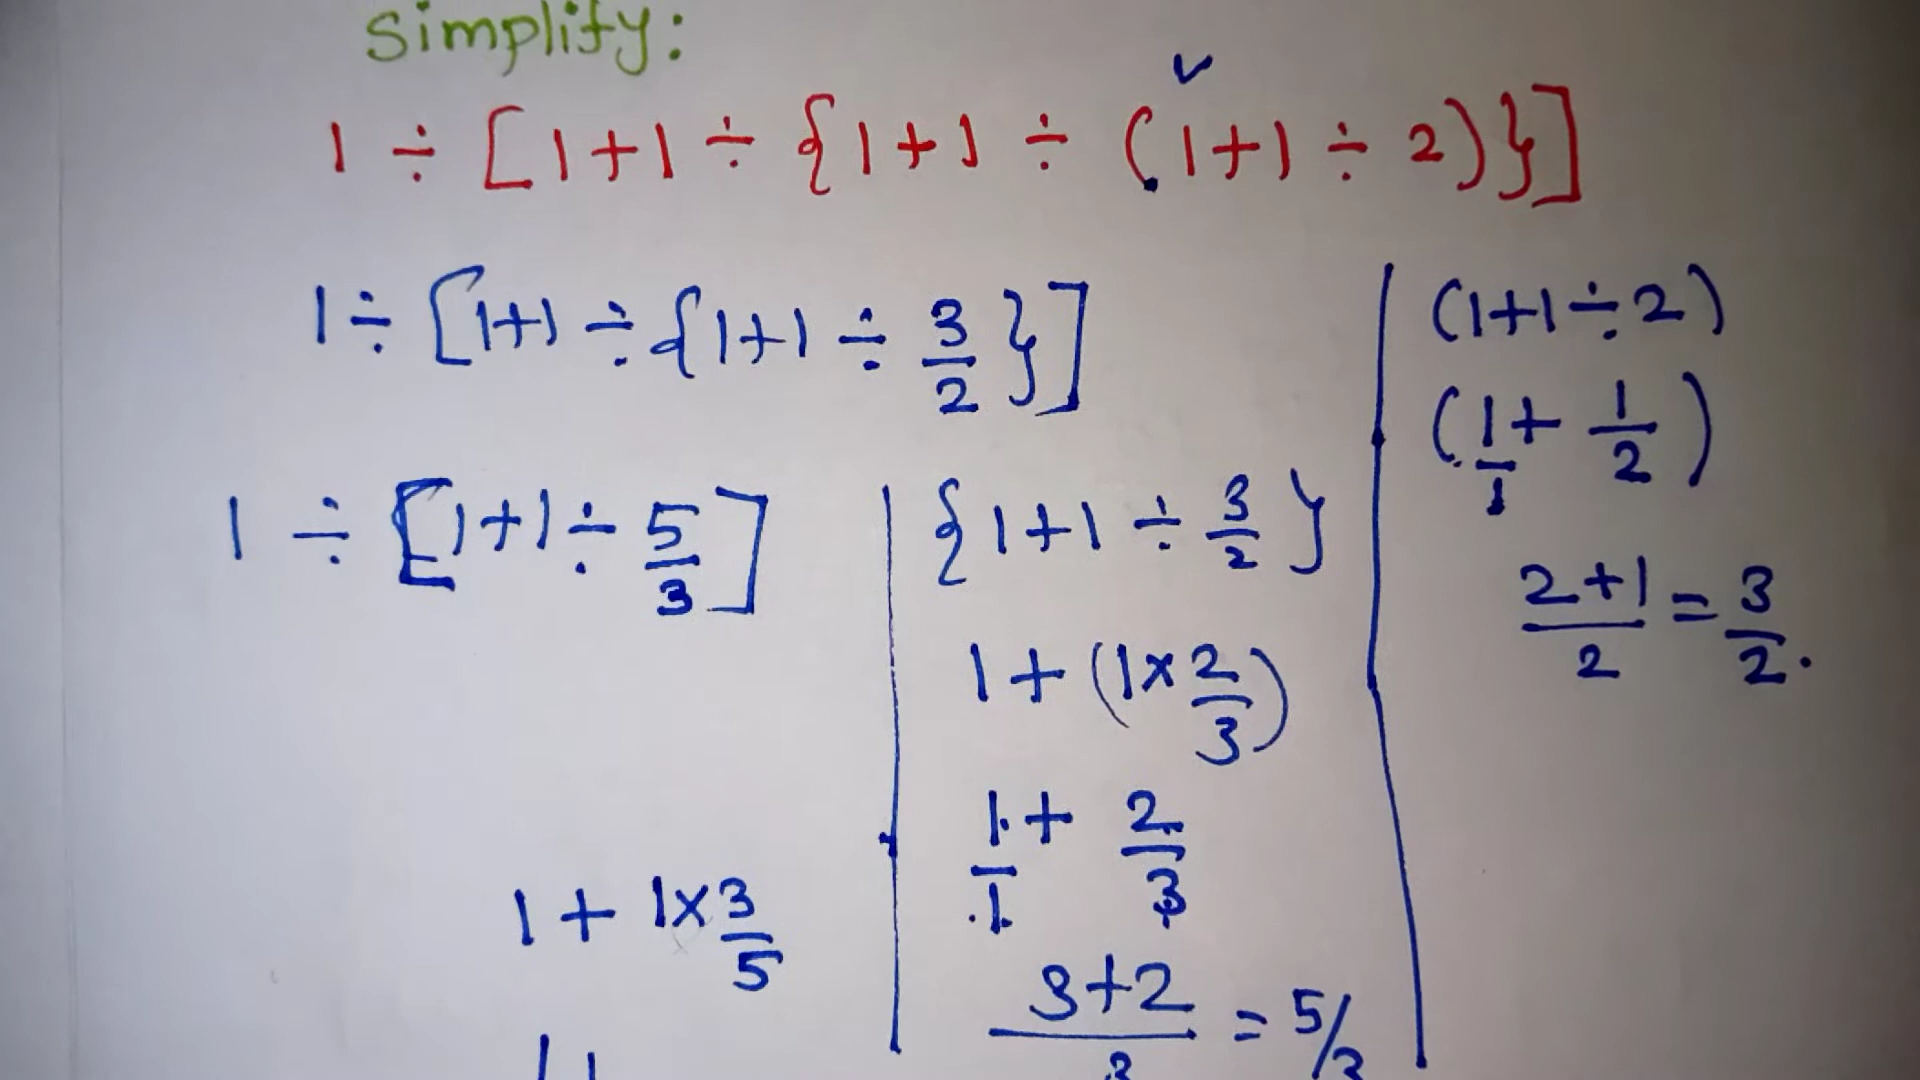 Simplify:
1 ÷ [1+1 ÷ {1+1 ÷ (1+1 ÷ 2)}]
1 ÷ [1+1 ÷ {1+1 ÷ 3/2}]
1 ÷ [1+1 ÷ 5/3]
1 + 1×3/5
{1+1 ÷ 3/2}
1 + (1×2/3)
1/1 + 2/3
3+2/3 = 5/3
(1+1÷2)
(1/1 + 1/2)
2+1/2 = 3/2.